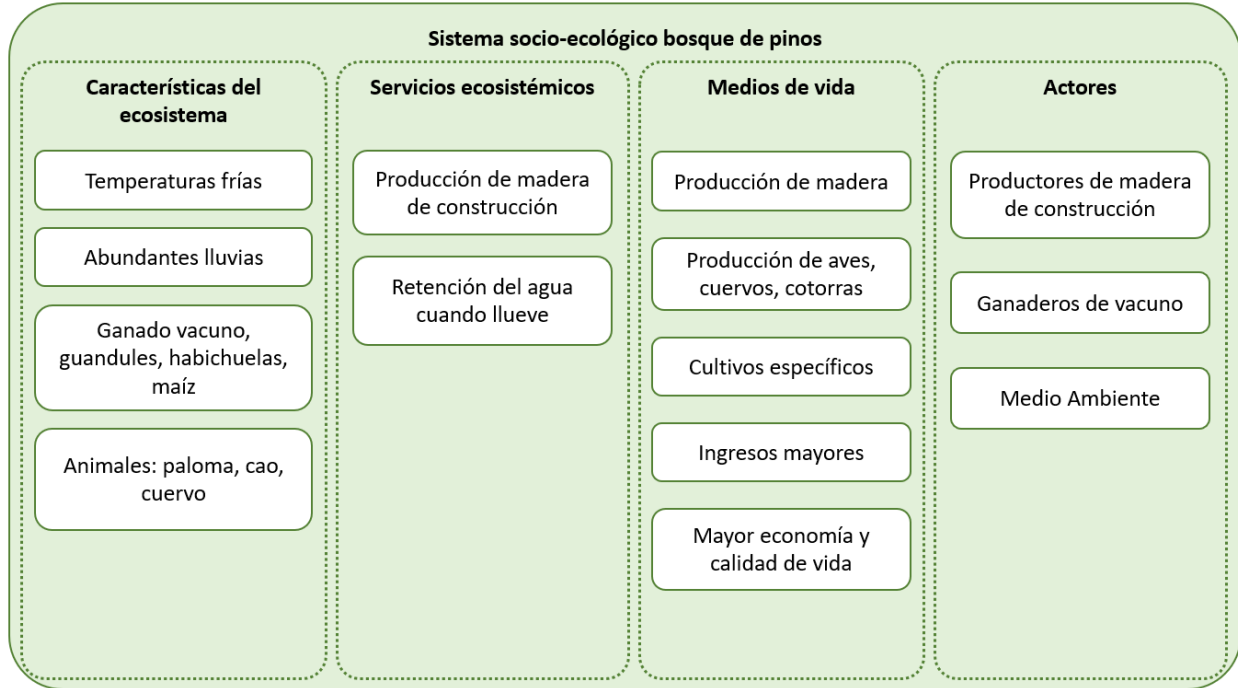 Sistema socio-ecológico bosque de pinos
Características del
ecosistema
Temperaturas frías
Abundantes lluvias
Ganado vacuno,
guandules, habichuelas,
maíz
Animales: paloma, cao,
cuervo
Servicios ecosistémicos
Producción de madera
de construcción
Retención del agua
cuando llueve
Medios de vida
Producción de madera
Producción de aves,
cuervos, cotorras
Cultivos específicos
Ingresos mayores
Mayor economía y
calidad de vida
Actores
Productores de madera
de construcción
Ganaderos de vacuno
Medio Ambiente